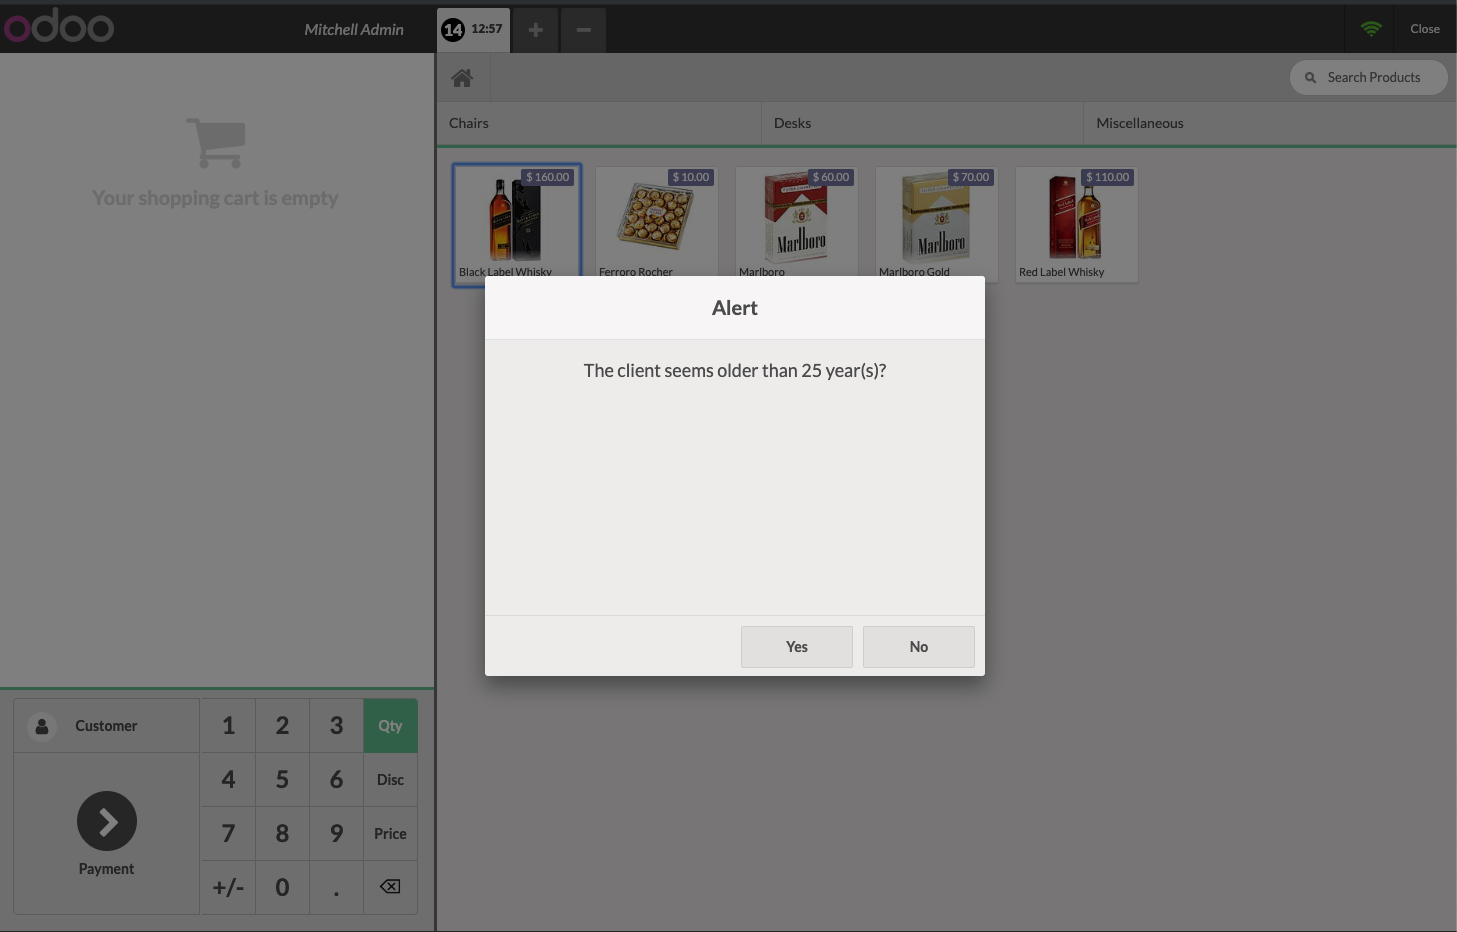 odoo
Mitchell Admin
14 12:57
Close
Search Products
Chairs
Desks
Miscellaneous
Your shopping cart is empty
$ 160.00
Black Label Whisky
$ 10.00
Ferroro Rocher
$ 60.00
Marlboro
Marlboro
$ 70.00
Marlboro
Marlboro Gold
$ 110.00
Red Label Whisky
Alert
The client seems older than 25 year(s)?
Yes
No
Customer
1 2 3 Qty
4 5 6 Disc
7 8 9 Price
+/- 0 .
Payment